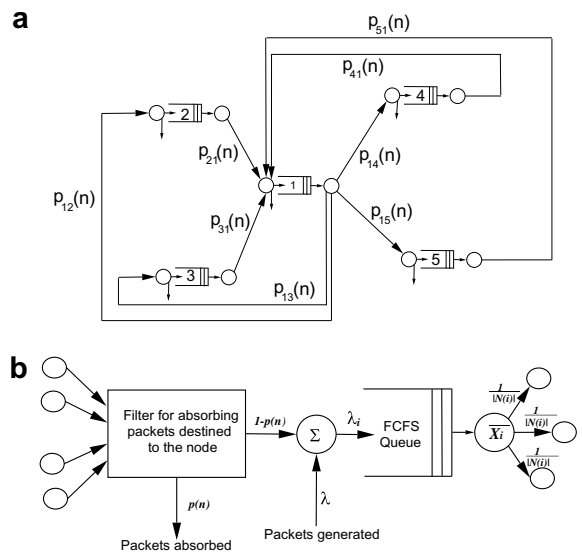 a
p51(n)
p41(n)
2
4
p21(n)
p14(n)
p12(n)
1
p31(n)
p15(n)
3
5
p13(n)
b
Filter for absorbing
packets destined
to the node
1-p(n)
Σ
λi
FCFS
Queue
Xi
1
|N(i)|
1
|N(i)|
1
|N(i)|
λ
p(n)
Packets absorbed
Packets generated